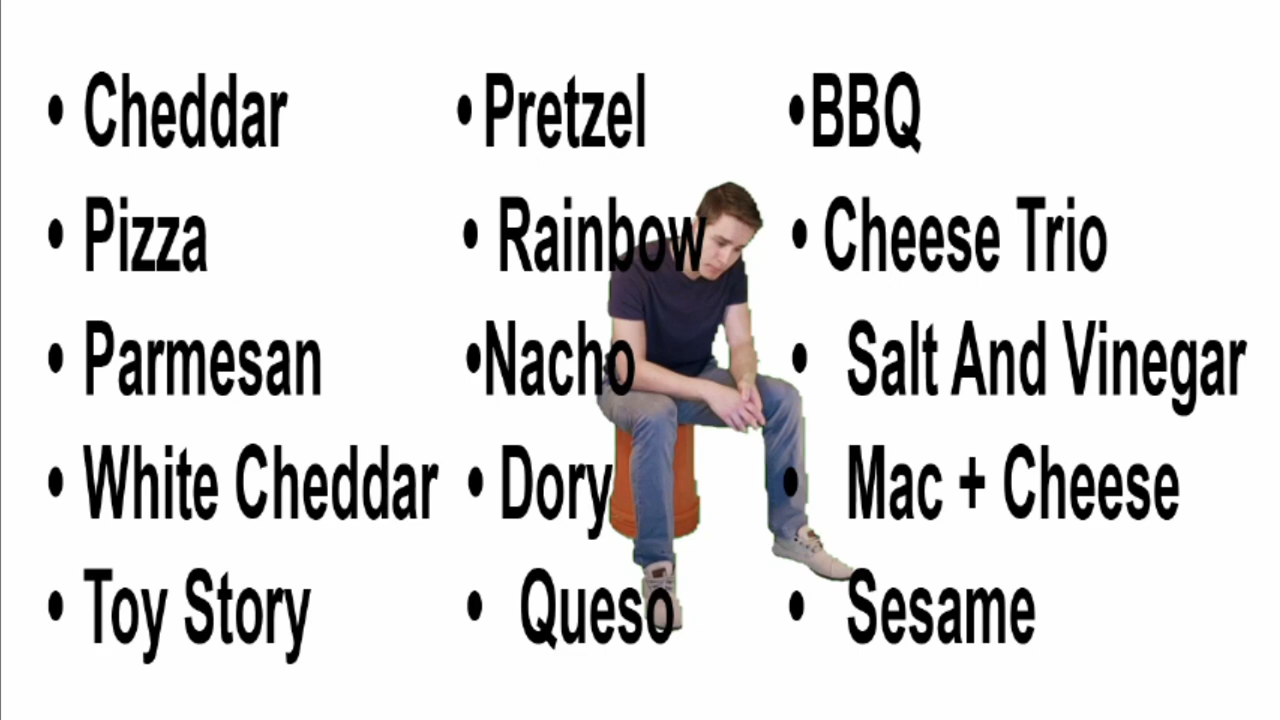 • Cheddar
• Pizza
• Parmesan
• White Cheddar
• Toy Story
• Pretzel
• Rainbow
• Nacho
• Dory
• Queso
• BBQ
• Cheese Trio
• Salt And Vinegar
• Mac + Cheese
• Sesame